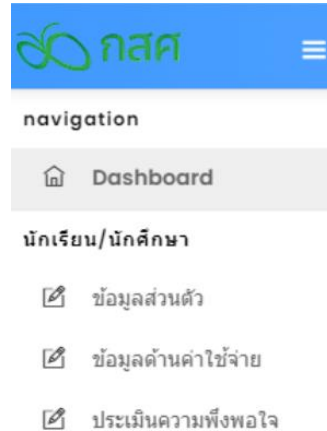 กสศ
navigation
Dashboard
นักเรียน/นักศึกษา
ข้อมูลส่วนตัว
ข้อมูลด้านค่าใช้จ่าย
ประเมินความพึงพอใจ